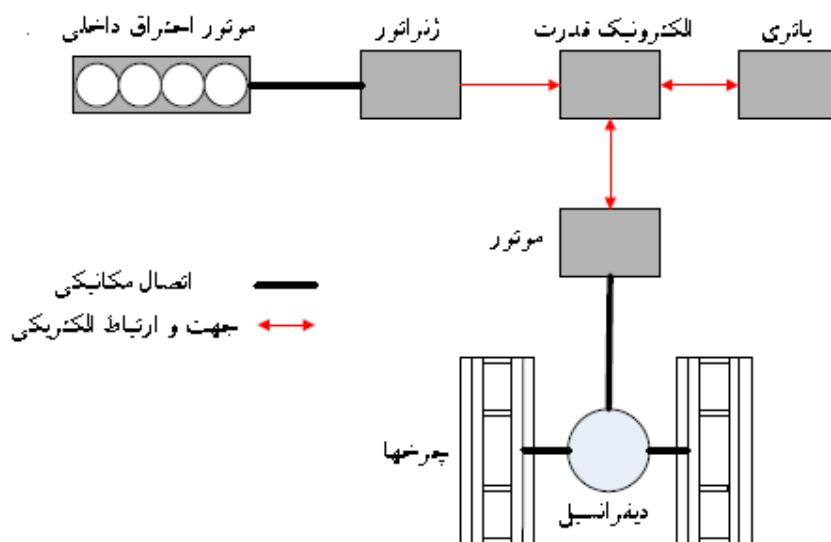 موتور احتراق داخلی
ژنراتور
الکترونیک قدرت
باتری
موتور
اتصال مکانیکی
جهت و ارتباط الکتریکی
چرخها
دیفرانسیل